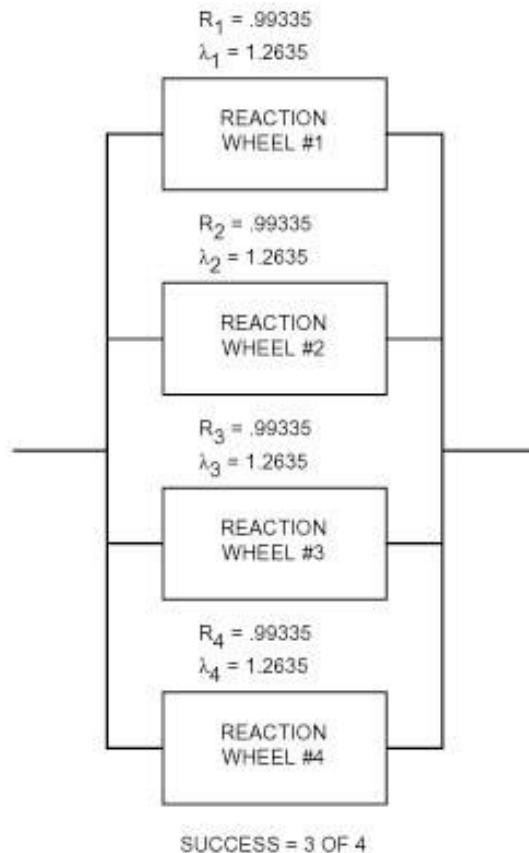 R₁ = .99335
λ₁ = 1.2635
REACTION
WHEEL #1
R₂ = .99335
λ₂ = 1.2635
REACTION
WHEEL #2
R₃ = .99335
λ₃ = 1.2635
REACTION
WHEEL #3
R₄ = .99335
λ₄ = 1.2635
REACTION
WHEEL #4
SUCCESS = 3 OF 4